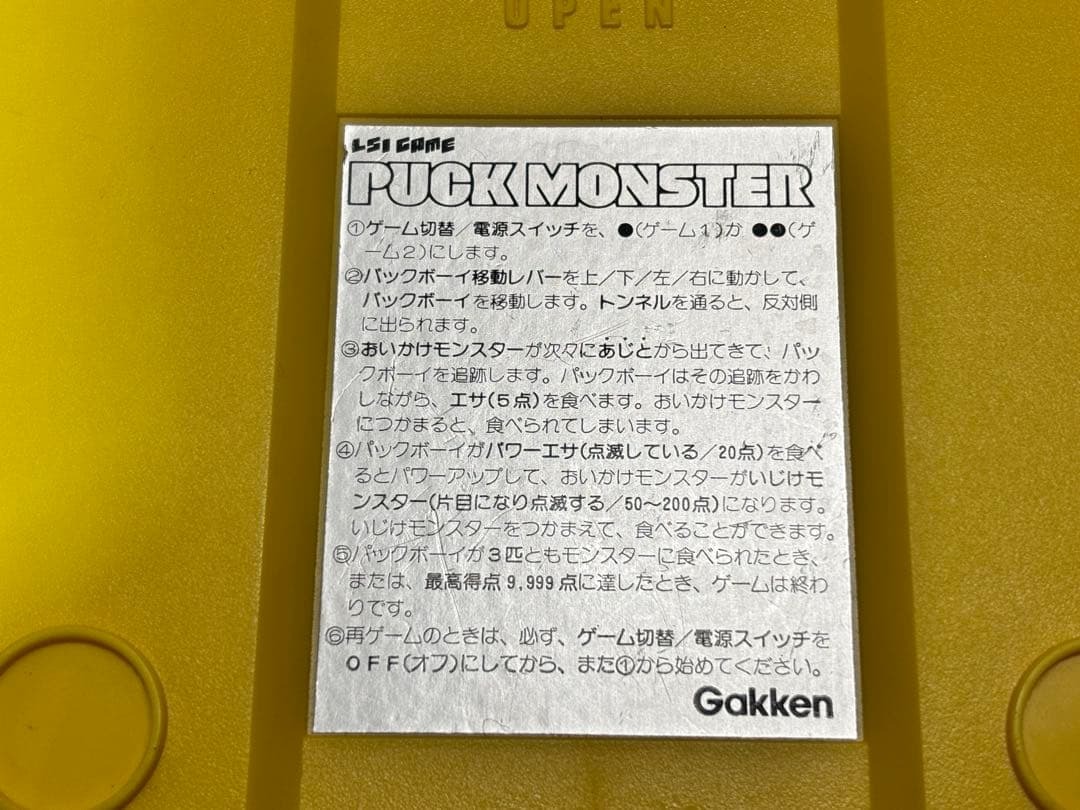 OPEN
LSI GAME
PUCK MONSTER
①ゲーム切替/電源スイッチを、●(ゲーム1)か ●●(ゲ
ーム2)にします。
②パックボーイ移動レバーを上/下/左/右に動かして、
パックボーイを移動します。トンネルを通ると、反対側
に出られます。
③おいかけモンスターが次々にあじとから出てきて、パッ
クボーイを追跡します。パックボーイはその追跡をかわ
しながら、エサ(5点)を食べます。おいかけモンスター
につかまると、食べられてしまいます。
④パックボーイがパワーエサ(点滅している/20点)を食べ
るとパワーアップして、おいかけモンスターがいじけモ
ンスター(片目になり点滅する/50〜200点)になります。
いじけモンスターをつかまえて、食べることができます。
⑤パックボーイが3匹ともモンスターに食べられたとき、
または、最高得点9,999点に達したとき、ゲームは終わ
りです。
⑥再ゲームのときは、必ず、ゲーム切替/電源スイッチを
OFF(オフ)にしてから、また①から始めてください。
Gakken